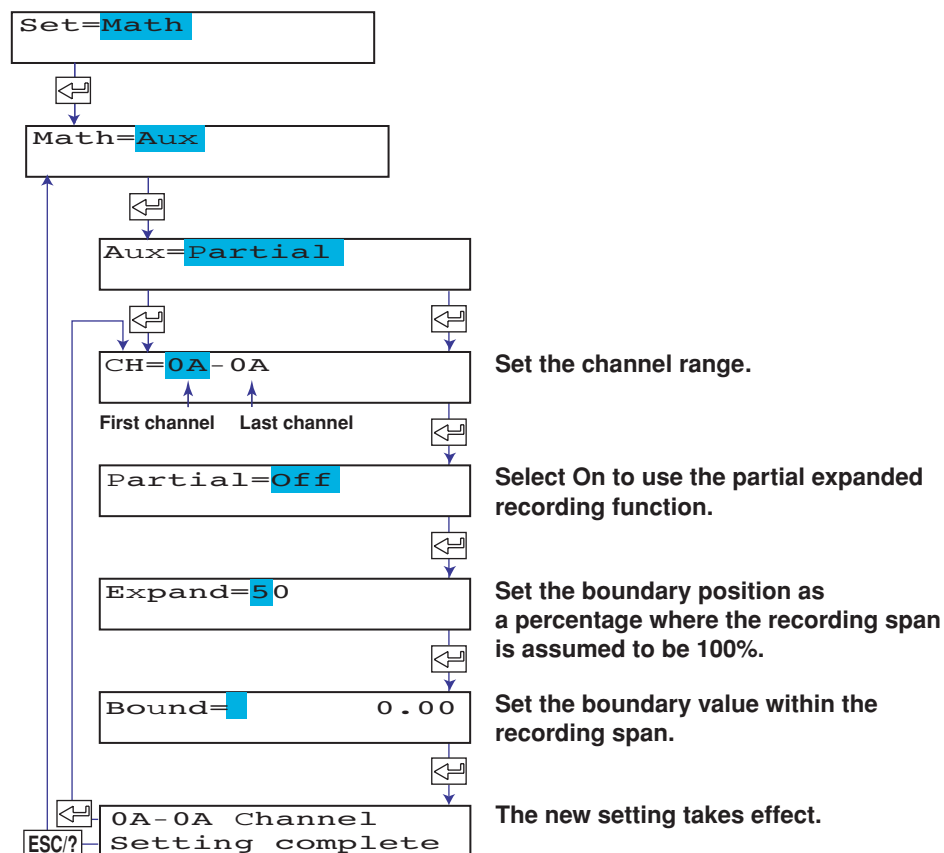 Set=Math
Math=Aux
Aux=Partial
CH=0A-0A
Set the channel range.
First channel Last channel
Partial=Off
Select On to use the partial expanded
recording function.
Expand=50
Set the boundary position as
a percentage where the recording span
is assumed to be 100%.
Bound= 0.00
Set the boundary value within the
recording span.
0A-0A Channel
Setting complete
The new setting takes effect.
ESC/?